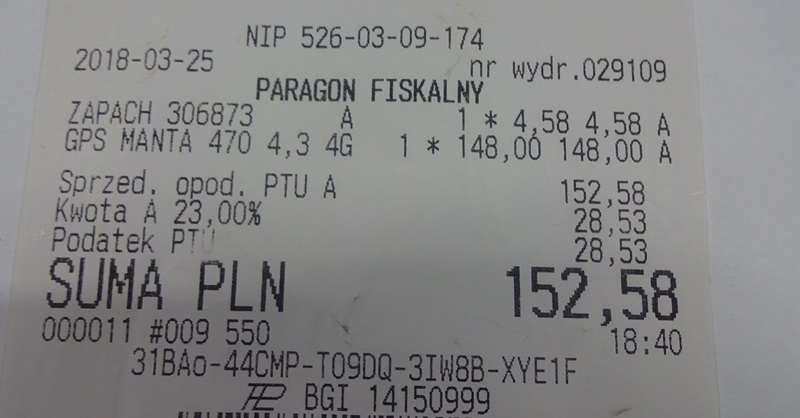 NIP 526-03-09-174
2018-03-25 nr wydr.029109
PARAGON FISKALNY
ZAPACH 306873 A 1 * 4,58 4,58 A
GPS MANTA 470 4,3 4G 1 * 148,00 148,00 A
Sprzed. opod. PTU A 152,58
Kwota A 23,00% 28,53
Podatek PTU 28,53
SUMA PLN 152,58
000011 #009 550 18:40
31BAo-44CMP-TO9DQ-3IW8B-XYE1F
BGI 14150999